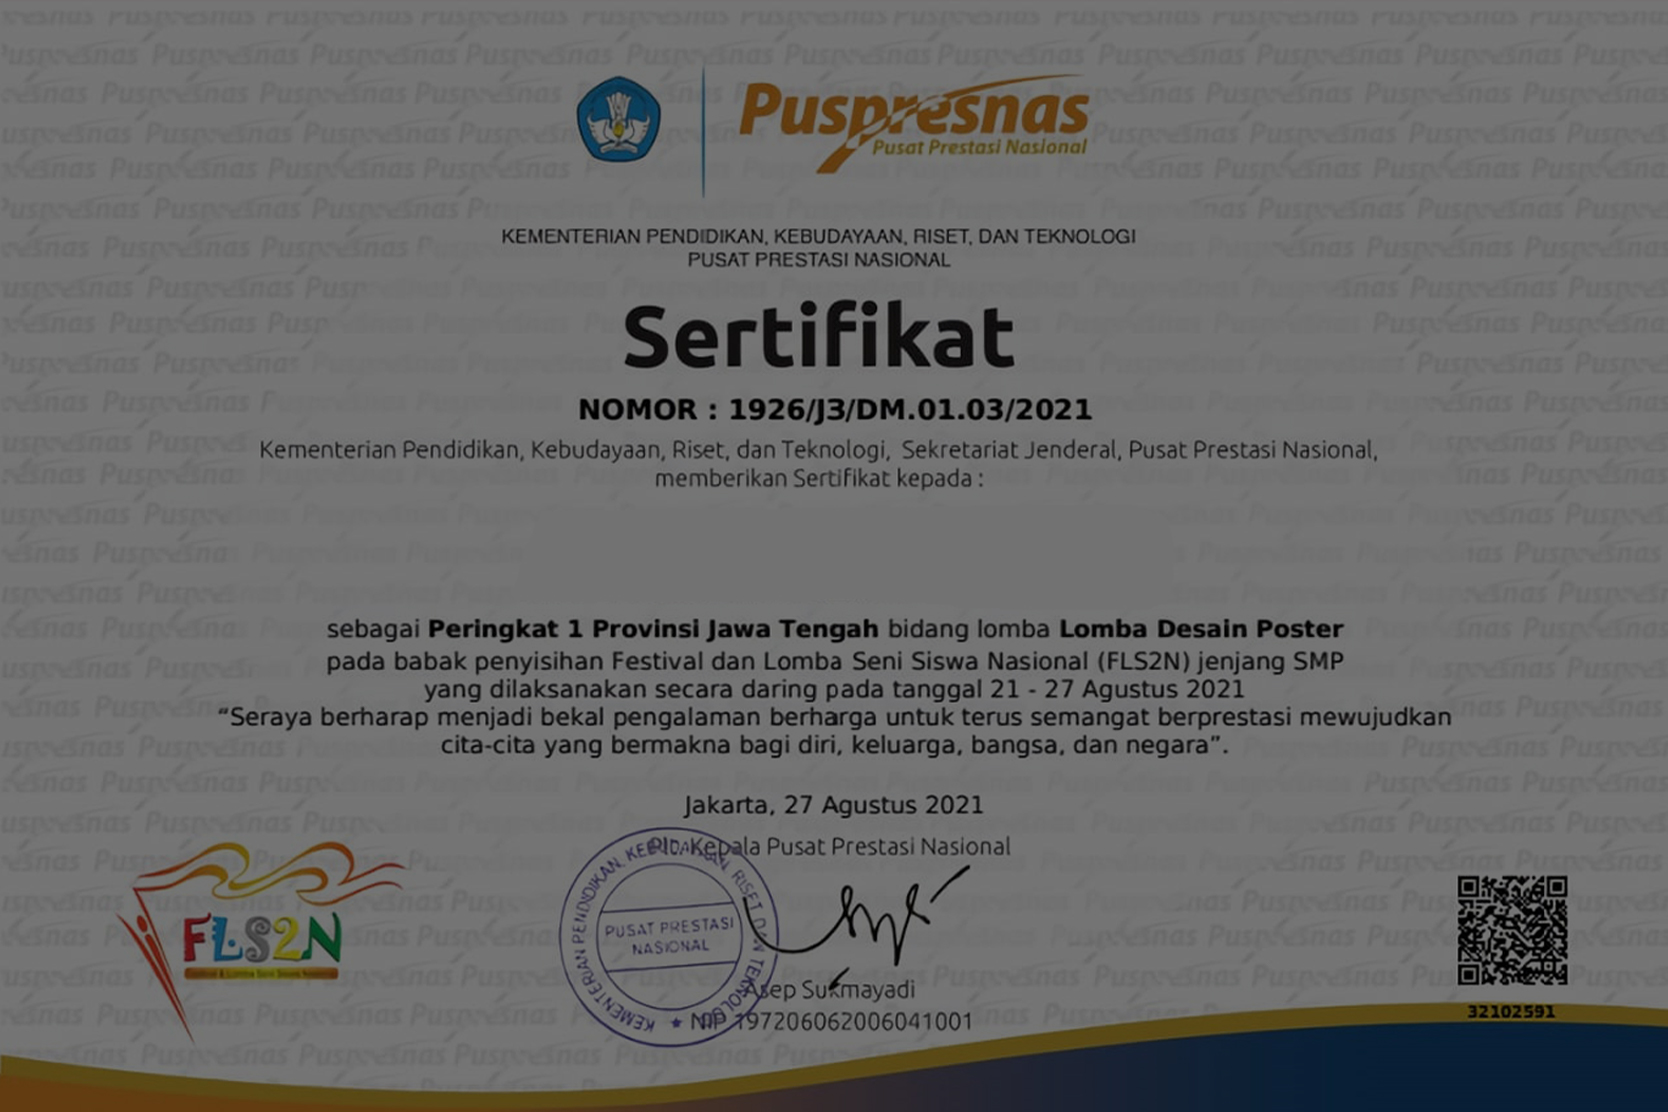 Puspresnas
Pusat Prestasi Nasional
KEMENTERIAN PENDIDIKAN, KEBUDAYAAN, RISET, DAN TEKNOLOGI
PUSAT PRESTASI NASIONAL
Sertifikat
NOMOR : 1926/J3/DM.01.03/2021
Kementerian Pendidikan, Kebudayaan, Riset, dan Teknologi, Sekretariat Jenderal, Pusat Prestasi Nasional,
memberikan Sertifikat kepada :
sebagai Peringkat 1 Provinsi Jawa Tengah bidang lomba Lomba Desain Poster
pada babak penyisihan Festival dan Lomba Seni Siswa Nasional (FLS2N) jenjang SMP
yang dilaksanakan secara daring pada tanggal 21 - 27 Agustus 2021
“Seraya berharap menjadi bekal pengalaman berharga untuk terus semangat berprestasi mewujudkan
cita-cita yang bermakna bagi diri, keluarga, bangsa, dan negara”.
Jakarta, 27 Agustus 2021
Plt. Kepala Pusat Prestasi Nasional
KEMENTERIAN PENDIDIKAN, KEBUDAYAAN, RISET, DAN TEKNOLOGI
PUSAT PRESTASI
NASIONAL
Asep Sukmayadi
NIP 197206062006041001
FLS2N
32102591